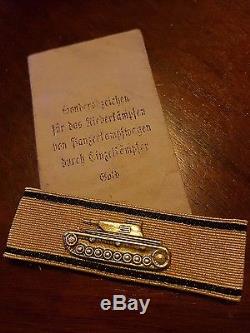 Sonderabzeichen
für das Niederkämpfen
von Panzerkampfwagen
durch Einzelkämpfer
Gold